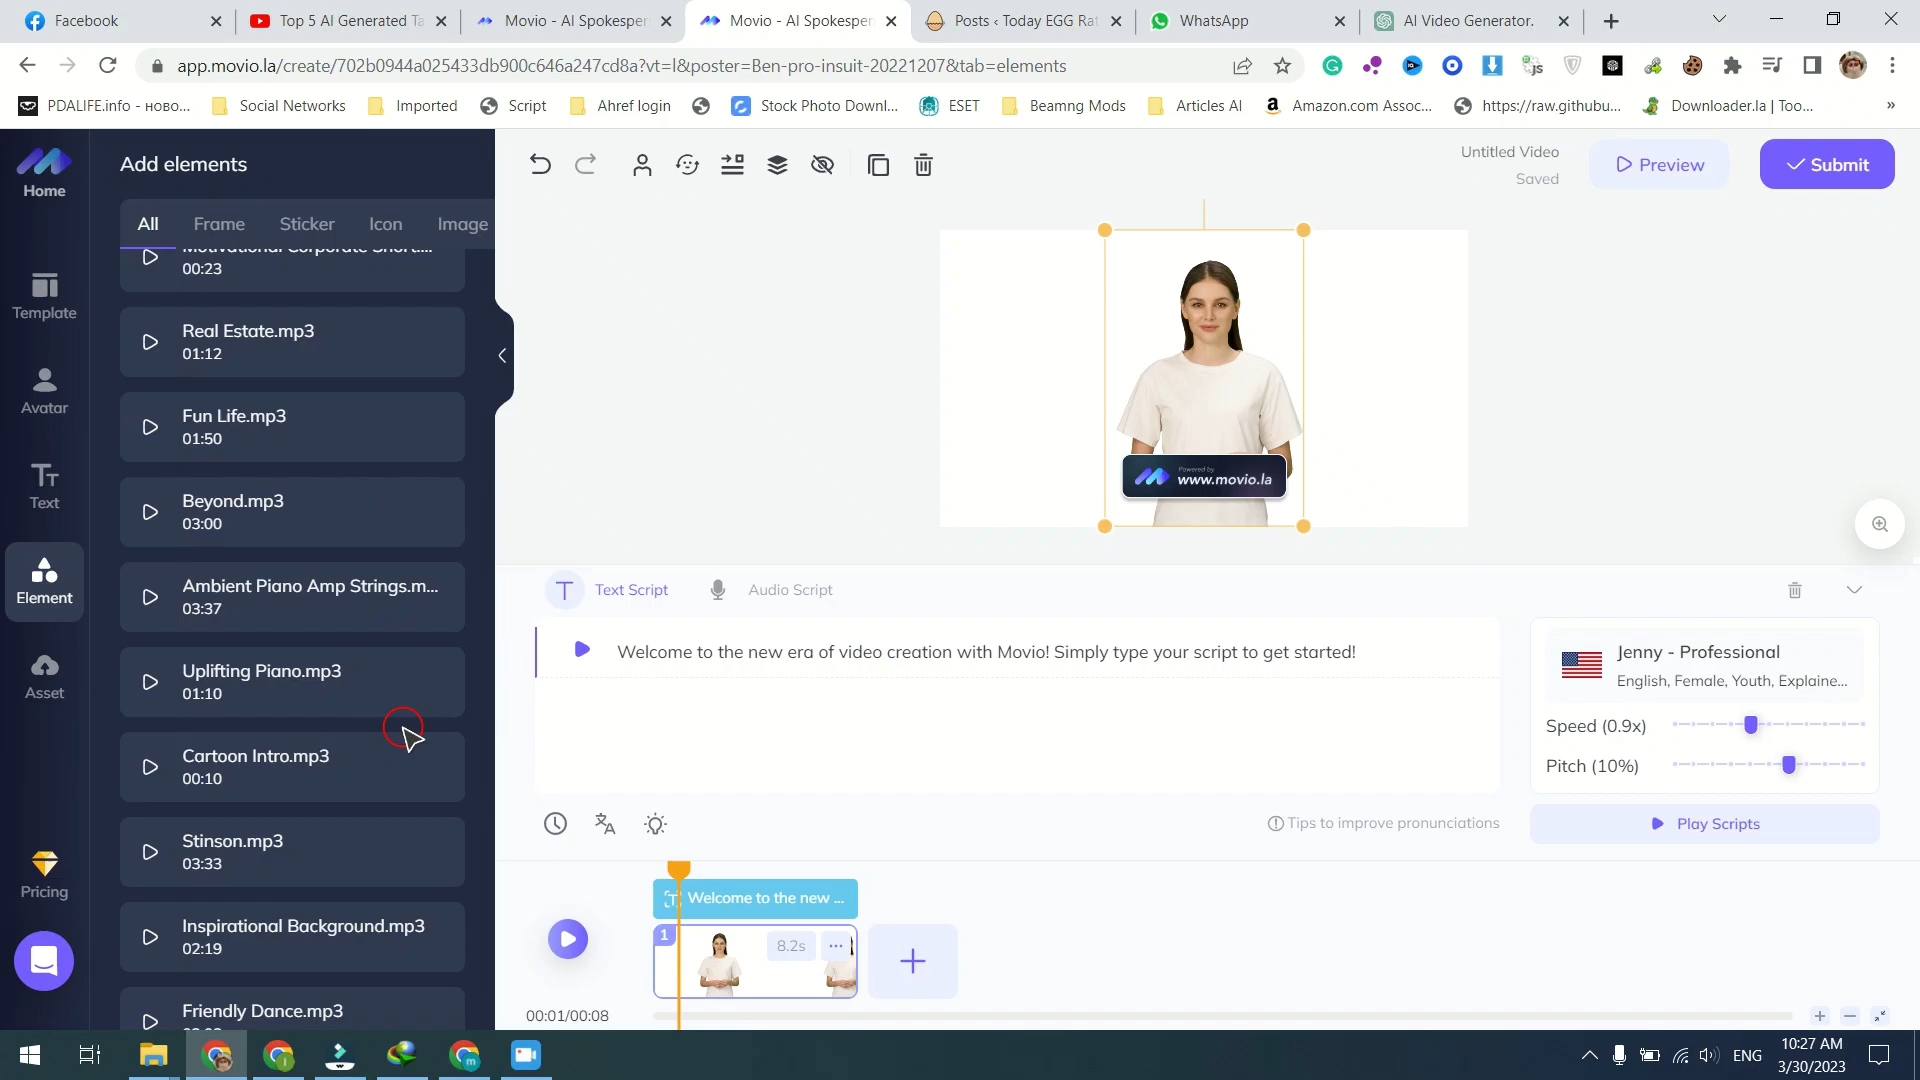 Facebook
Top 5 AI Generated Ta
Movio - AI Spokesper
Movio - AI Spokesper
Posts ‹ Today EGG Rat
WhatsApp
AI Video Generator.
app.movio.la/create/702b0944a025433db900c646a247cd8a?vt=l&poster=Ben-pro-insuit-20221207&tab=elements
PDALIFE.info - ново...
Social Networks
Imported
Script
Ahref login
Stock Photo Downl...
ESET
Beamng Mods
Articles AI
Amazon.com Assoc...
https://raw.githubu...
Downloader.la | Too...
»
Home
Template
Avatar
Text
Element
Asset
Pricing
Add elements
All
Frame
Sticker
Icon
Image
Motivational Corporate Short....
00:23
Real Estate.mp3
01:12
Fun Life.mp3
01:50
Beyond.mp3
03:00
Ambient Piano Amp Strings.m...
03:37
Uplifting Piano.mp3
01:10
Cartoon Intro.mp3
00:10
Stinson.mp3
03:33
Inspirational Background.mp3
02:19
Friendly Dance.mp3
Untitled Video
Saved
Preview
Submit
Powered by
www.movio.la
Text Script
Audio Script
Welcome to the new era of video creation with Movio! Simply type your script to get started!
Jenny - Professional
English, Female, Youth, Explaine...
Speed (0.9x)
Pitch (10%)
Tips to improve pronunciations
Play Scripts
Welcome to the new ...
1
8.2s
00:01/00:08
ENG
10:27 AM
3/30/2023